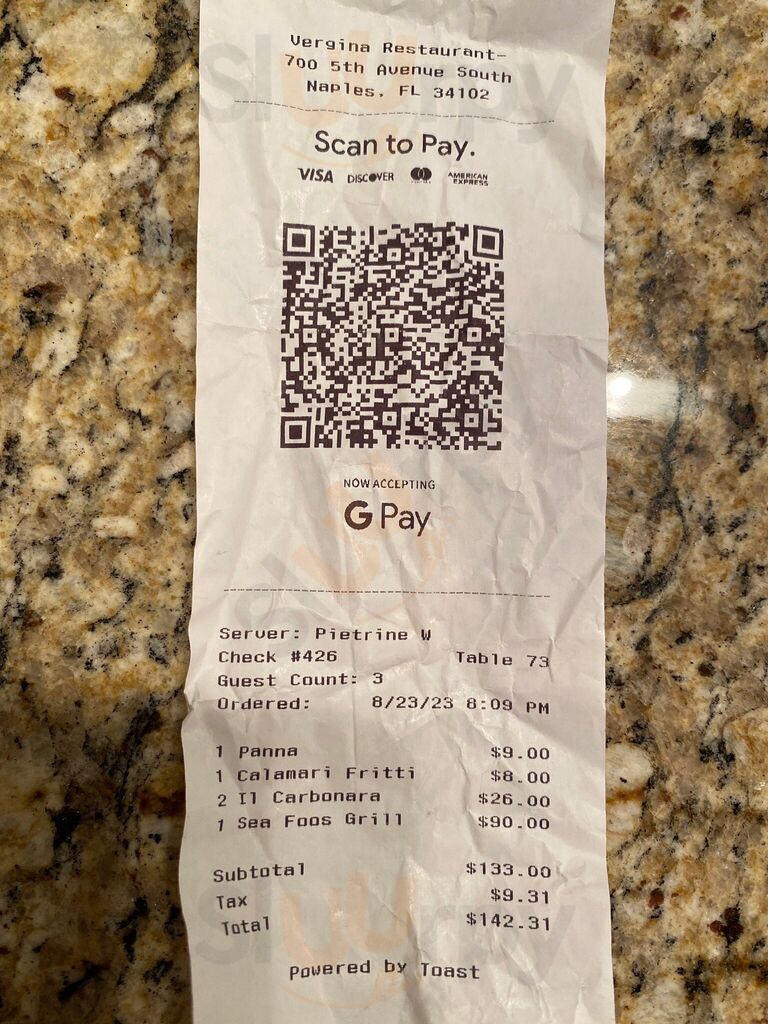 Vergina Restaurant-
700 5th Avenue South
Naples, FL 34102
Scan to Pay.
VISA DISCOVER AMERICAN EXPRESS
NOW ACCEPTING
G Pay
Server: Pietrine W
Check #426 Table 73
Guest Count: 3
Ordered: 8/23/23 8:09 PM
1 Panna $9.00
1 Calamari Fritti $8.00
2 Il Carbonara $26.00
1 Sea Foos Grill $90.00
Subtotal $133.00
Tax $9.31
Total $142.31
Powered by Toast